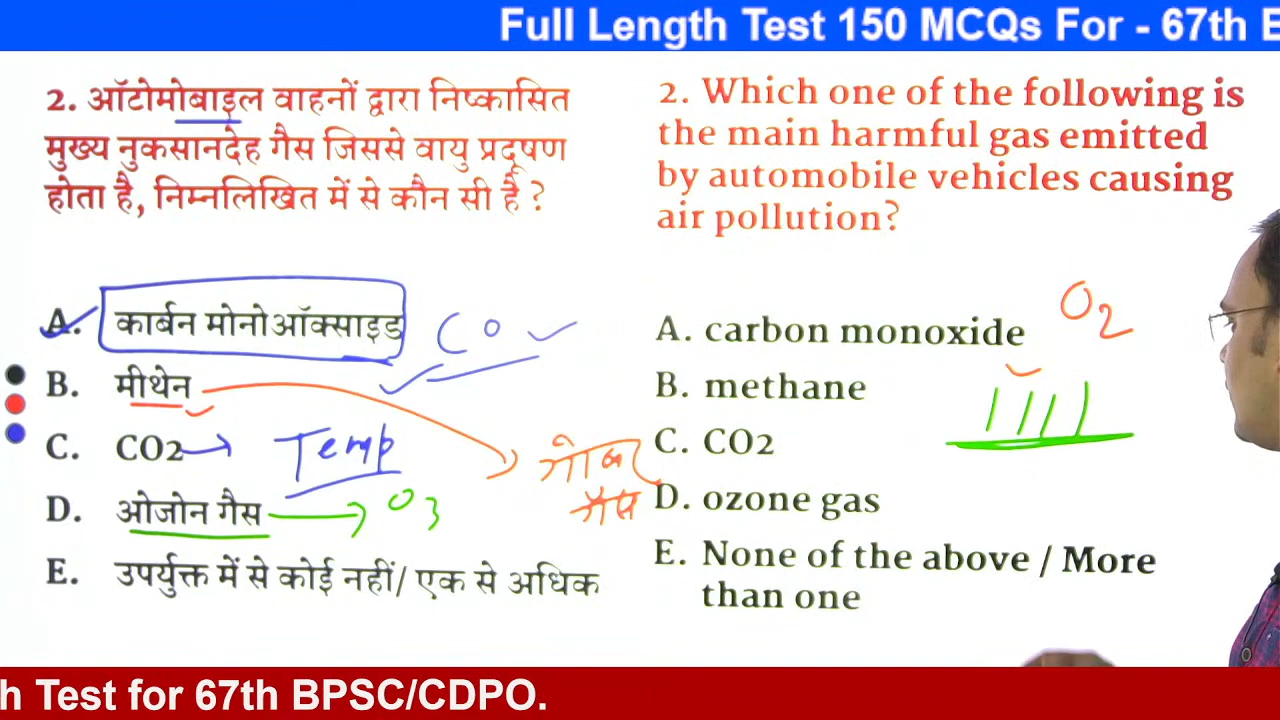 Full Length Test 150 MCQs For - 67th B
2. ऑटोमोबाइल वाहनों द्वारा निष्कासित
मुख्य नुकसानदेह गैस जिससे वायु प्रदूषण
होता है, निम्नलिखित में से कौन सी है ?
A. कार्बन मोनोऑक्साइड CO
B. मीथेन
C. CO2 Temp
गोबर
गैस
D. ओजोन गैस O3
E. उपर्युक्त में से कोई नहीं/ एक से अधिक
2. Which one of the following is
the main harmful gas emitted
by automobile vehicles causing
air pollution?
O2
A. carbon monoxide
B. methane
C. CO2
D. ozone gas
E. None of the above / More
than one
h Test for 67th BPSC/CDPO.